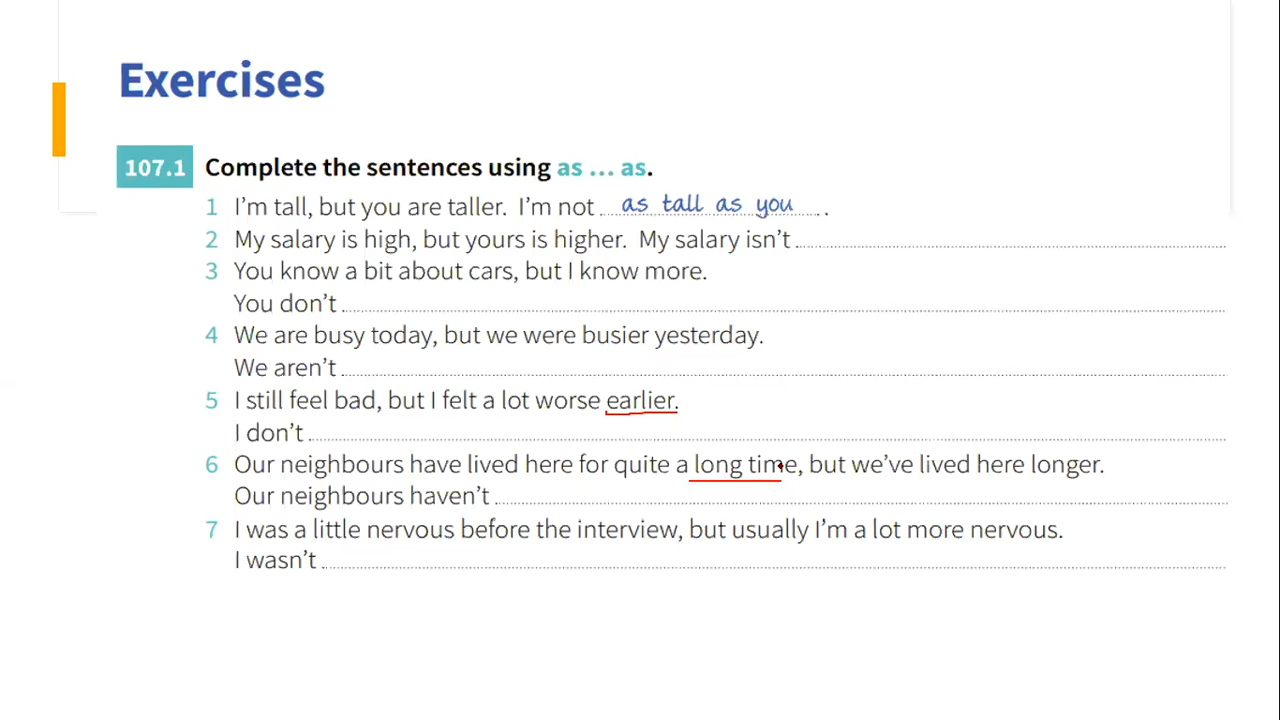 Exercises
107.1 Complete the sentences using as ... as.
1 I'm tall, but you are taller. I'm not as tall as you .
2 My salary is high, but yours is higher. My salary isn't
3 You know a bit about cars, but I know more.
You don't
4 We are busy today, but we were busier yesterday.
We aren't
5 I still feel bad, but I felt a lot worse earlier.
I don't
6 Our neighbours have lived here for quite a long time, but we've lived here longer.
Our neighbours haven't
7 I was a little nervous before the interview, but usually I'm a lot more nervous.
I wasn't